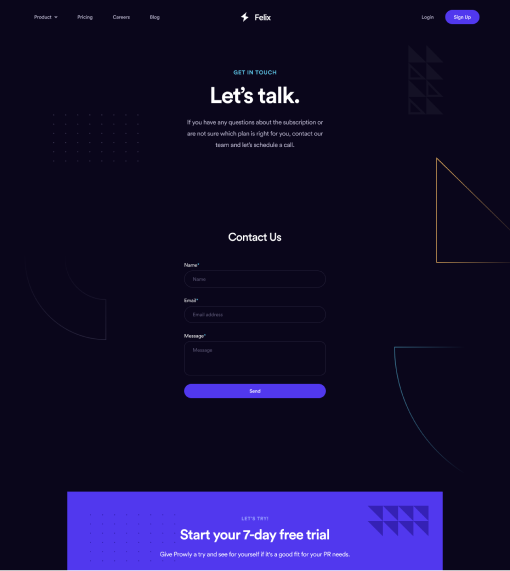 Product Pricing Careers Blog Felix Login Sign Up
GET IN TOUCH
Let's talk.
If you have any questions about the subscription or
are not sure which plan is right for you, contact our
team and let's schedule a call.
Contact Us
Name*
Name
Email*
Email address
Message*
Message
Send
LET'S TRY!
Start your 7-day free trial
Give Prowly a try and see for yourself if it's a good fit for your PR needs.